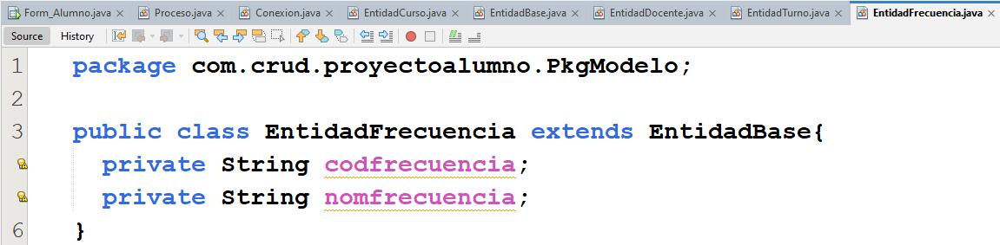 Form_Alumno.java Proceso.java Conexion.java EntidadCurso.java EntidadBase.java EntidadDocente.java EntidadTurno.java EntidadFrecuencia.java
Source History
1 package com.crud.proyectoalumno.PkgModelo;
2
3 public class EntidadFrecuencia extends EntidadBase{
private String codfrecuencia;
private String nomfrecuencia;
6 }